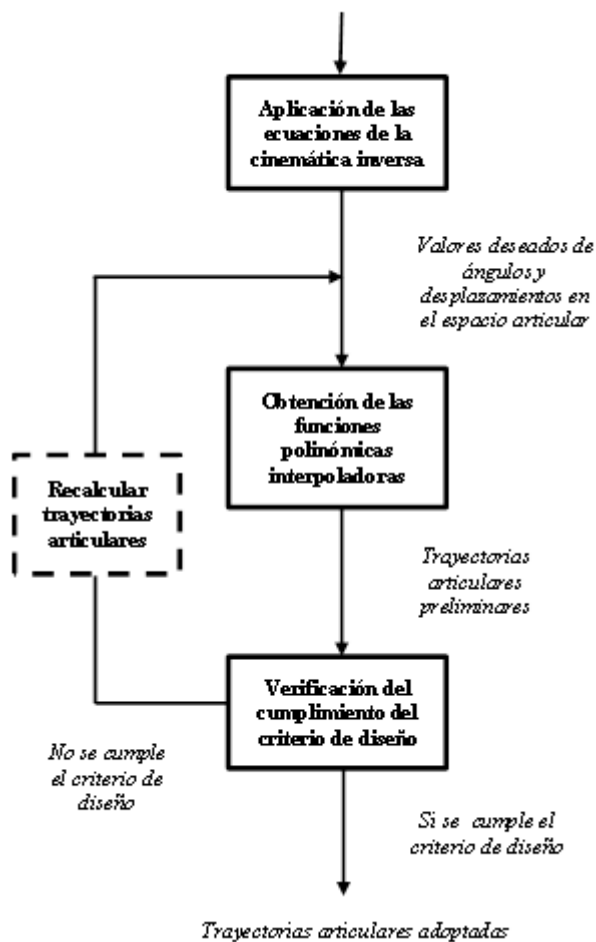 Aplicación de las
ecuaciones de la
cinemática inversa
Valores deseados de
ángulos y
desplazamientos en
el espacio articular
Obtención de las
funciones
polinómicas
interpoladoras
Recalcular
trayectorias
articulares
Trayectorias
articulares
preliminares
Verificación del
cumplimiento del
criterio de diseño
No se cumple
el criterio de
diseño
Si se cumple el
criterio de diseño
Trayectorias articulares adoptadas